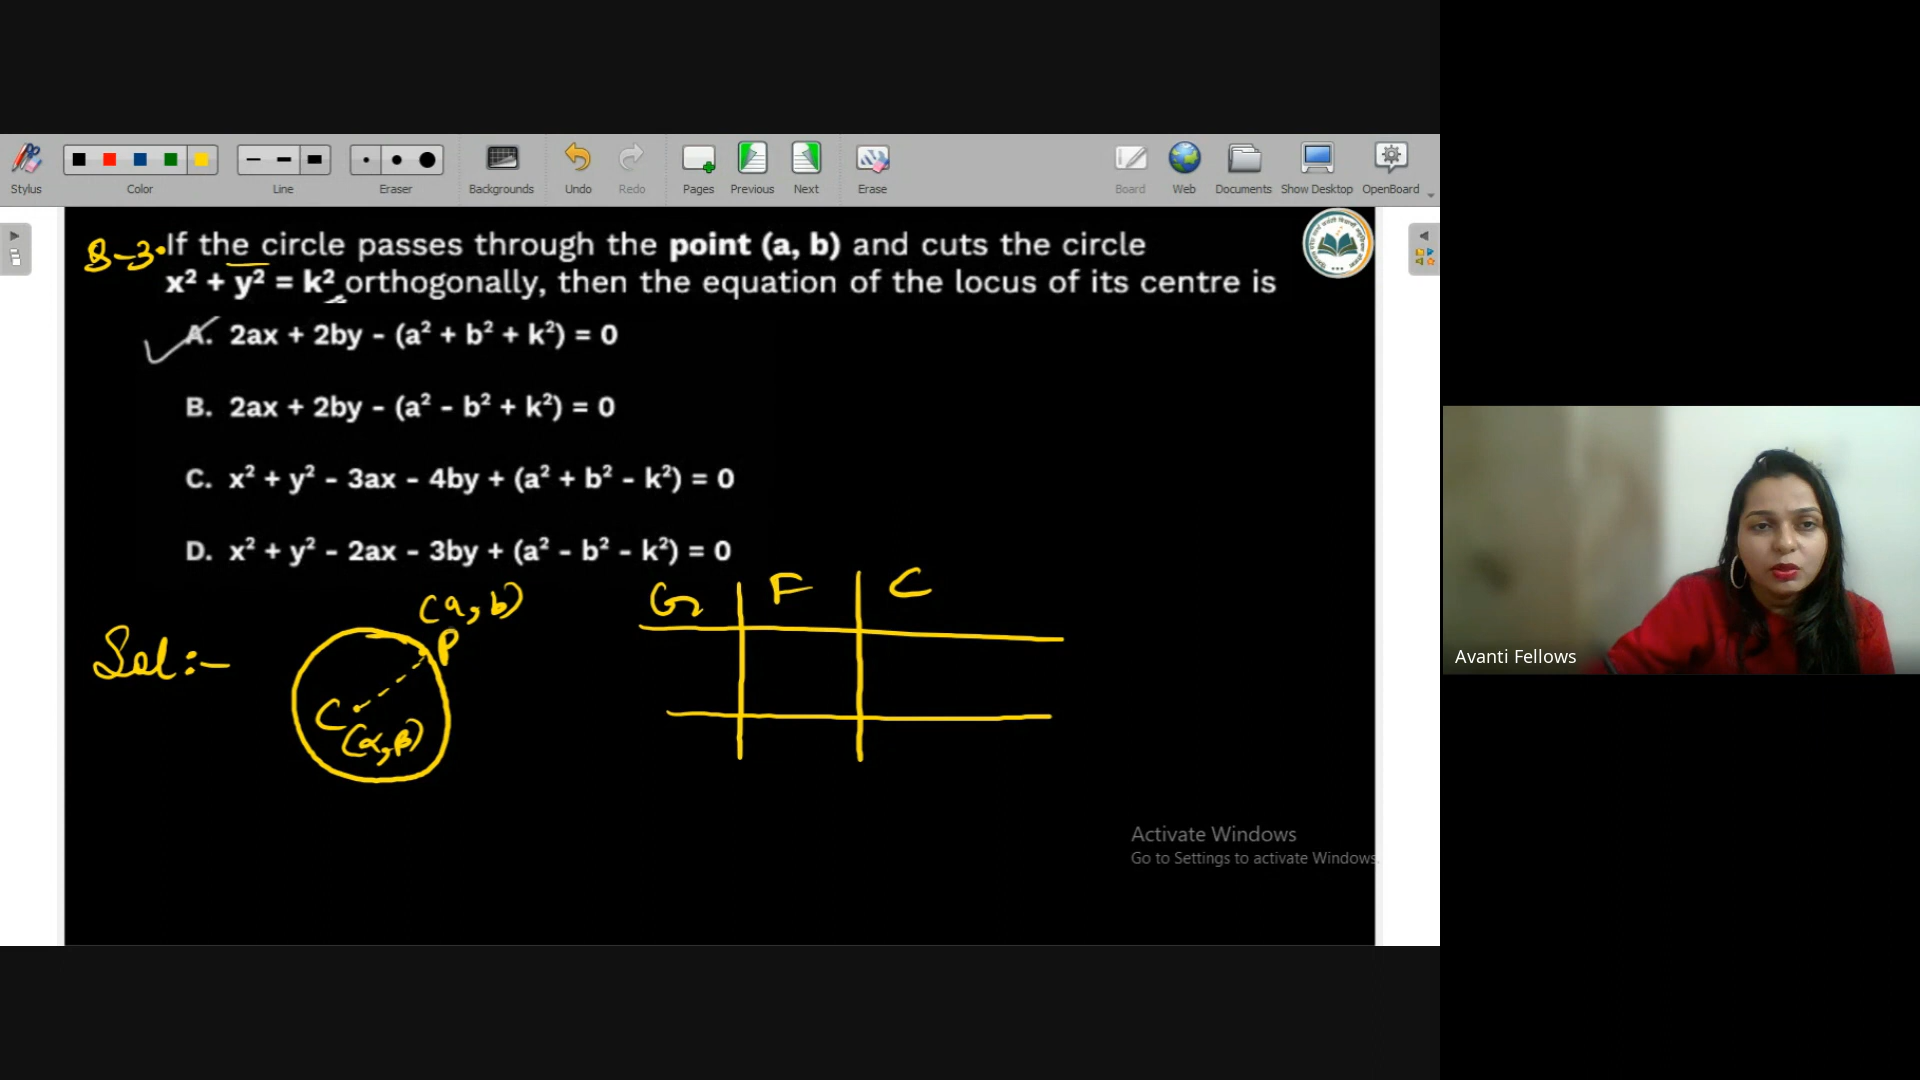 Stylus
Color
Line
Eraser
Backgrounds
Undo
Redo
Pages
Previous
Next
Erase
Board
Web
Documents
Show Desktop
OpenBoard
Q-3. If the circle passes through the point (a, b) and cuts the circle
x² + y² = k² orthogonally, then the equation of the locus of its centre is
A. 2ax + 2by - (a² + b² + k²) = 0
B. 2ax + 2by - (a² - b² + k²) = 0
C. x² + y² - 3ax - 4by + (a² + b² - k²) = 0
D. x² + y² - 2ax - 3by + (a² - b² - k²) = 0
Sol:-
(a, b)
P
C
(α, β)
G F C
Activate Windows
Go to Settings to activate Windows.
Avanti Fellows